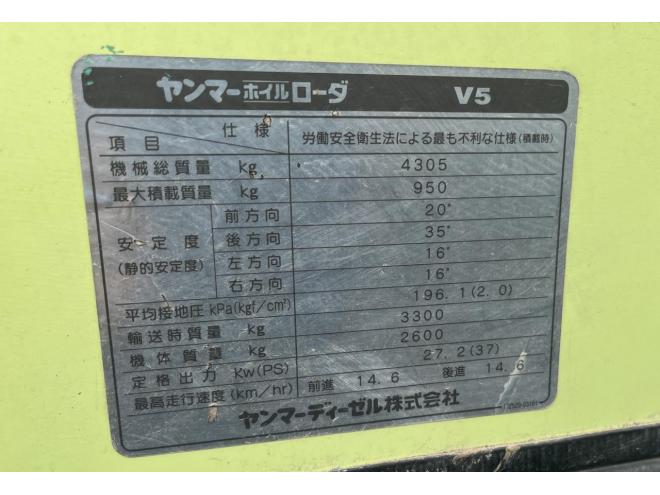 ヤンマーホイルローダ V5
仕様
項目 労働安全衛生法による最も不利な仕様(積載時)
機械総質量 kg 4305
最大積載質量 kg 950
安定度 (静的安定度) 前方向 20°
後方向 35°
左方向 16°
右方向 16°
平均接地圧 kPa(kgf/cm²) 196.1(2.0)
輸送時質量 kg 3300
機体質量 kg 2600
定格出力 Kw(PS) 27.2(37)
最高走行速度(km/hr) 前進 14.6 後進 14.6
ヤンマーディーゼル株式会社